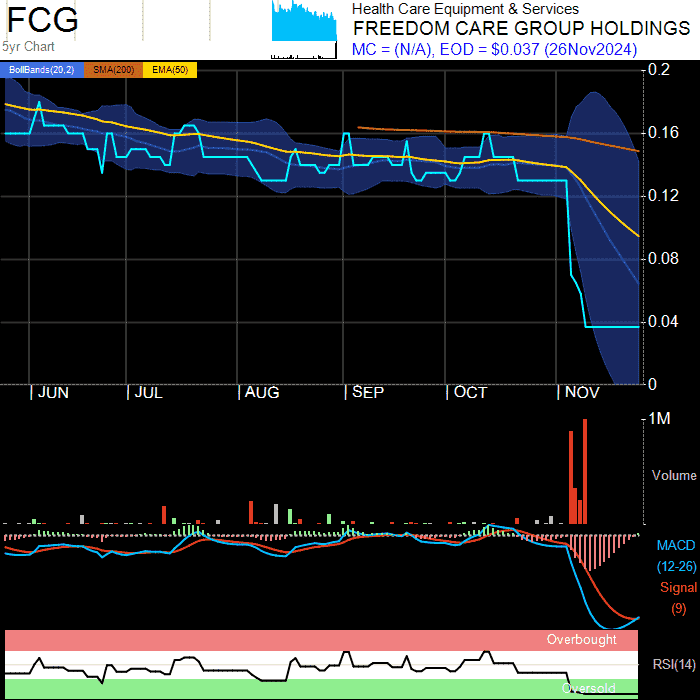 FCG
5yr Chart
Health Care Equipment & Services
FREEDOM CARE GROUP HOLDINGS
MC = (N/A), EOD = $0.037 (26Nov2024)
BollBands(20,2) SMA(200) EMA(50)
0.2
0.16
0.12
0.08
0.04
0
JUN JUL AUG SEP OCT NOV
1M
Volume
MACD
(12-26)
Signal
(9)
Overbought
RSI(14)
Oversold